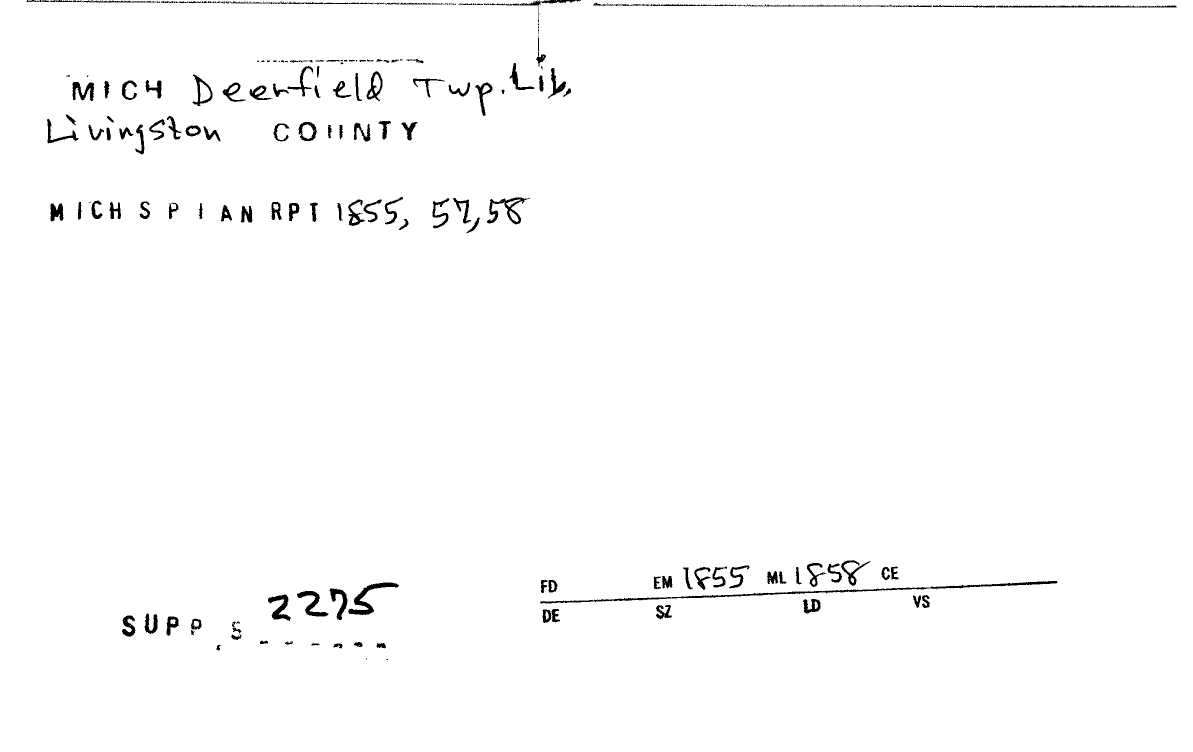 MICH Deerfield Twp. Lib.
Livingston COUNTY
MICH S P I AN RPT 1855, 57, 58
FD EM 1855 ML 1858 CE
DE SZ LD VS
SUPP. S 2275